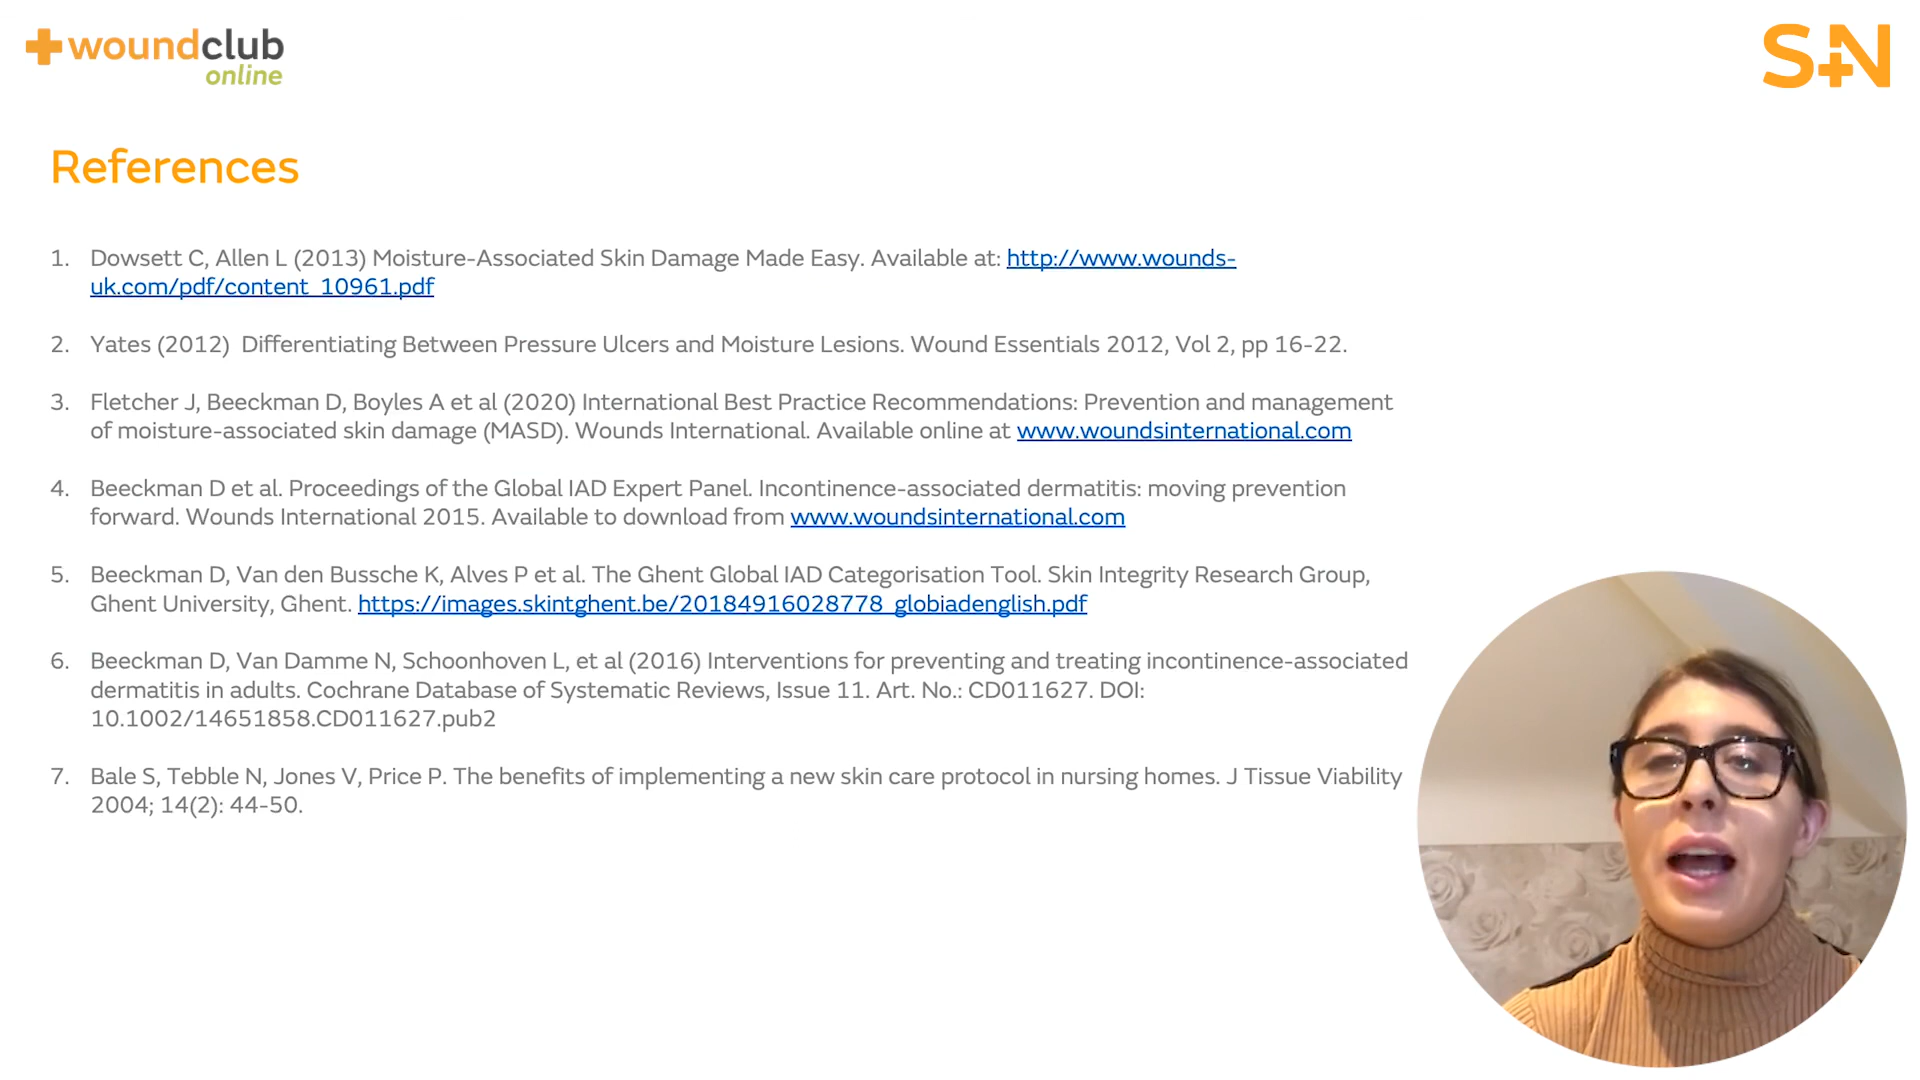 woundclub
online
S+N
References
1. Dowsett C, Allen L (2013) Moisture-Associated Skin Damage Made Easy. Available at: http://www.wounds-
uk.com/pdf/content_10961.pdf
2. Yates (2012) Differentiating Between Pressure Ulcers and Moisture Lesions. Wound Essentials 2012, Vol 2, pp 16-22.
3. Fletcher J, Beeckman D, Boyles A et al (2020) International Best Practice Recommendations: Prevention and management
of moisture-associated skin damage (MASD). Wounds International. Available online at www.woundsinternational.com
4. Beeckman D et al. Proceedings of the Global IAD Expert Panel. Incontinence-associated dermatitis: moving prevention
forward. Wounds International 2015. Available to download from www.woundsinternational.com
5. Beeckman D, Van den Bussche K, Alves P et al. The Ghent Global IAD Categorisation Tool. Skin Integrity Research Group,
Ghent University, Ghent. https://images.skintghent.be/20184916028778_globiadenglish.pdf
6. Beeckman D, Van Damme N, Schoonhoven L, et al (2016) Interventions for preventing and treating incontinence-associated
dermatitis in adults. Cochrane Database of Systematic Reviews, Issue 11. Art. No.: CD011627. DOI:
10.1002/14651858.CD011627.pub2
7. Bale S, Tebble N, Jones V, Price P. The benefits of implementing a new skin care protocol in nursing homes. J Tissue Viability
2004; 14(2): 44-50.